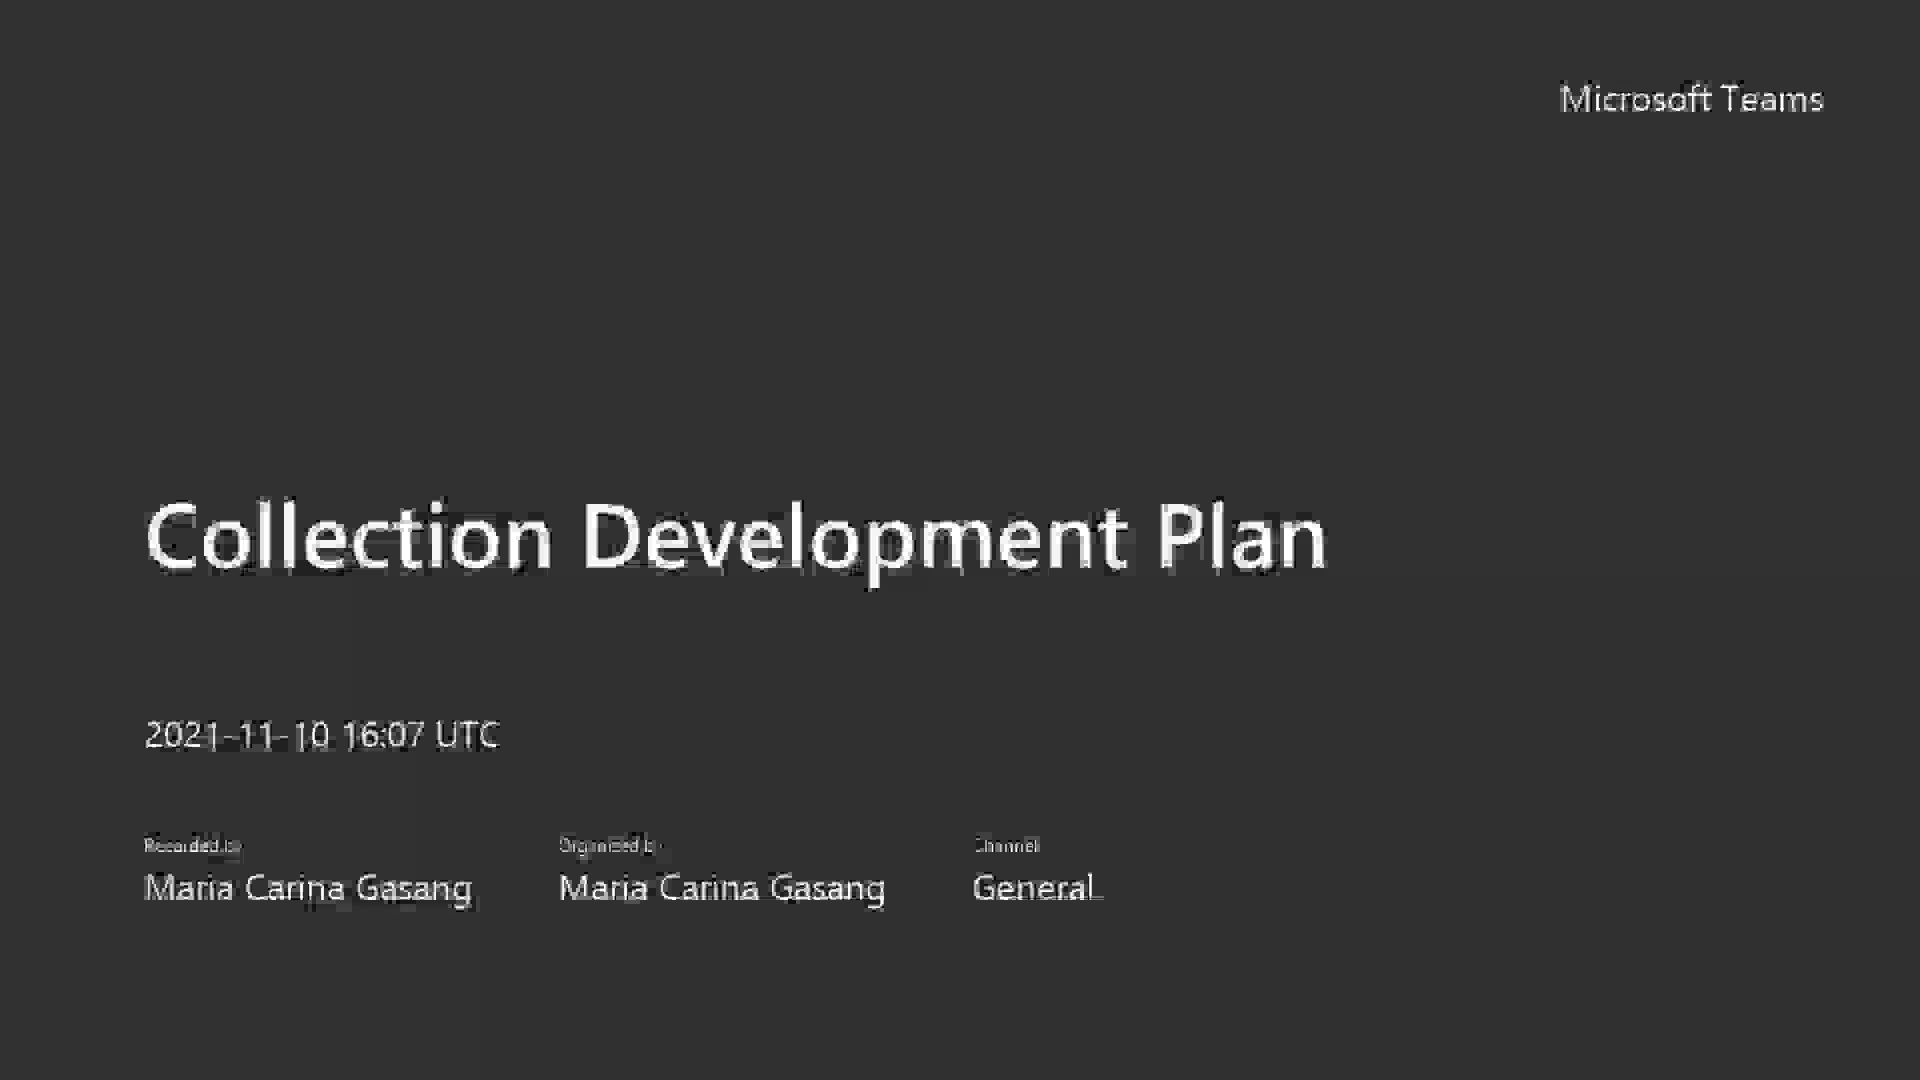 Microsoft Teams
Collection Development Plan
2021-11-10 16:07 UTC
Recorded by Organized by Channel
Maria Carina Gasang Maria Carina Gasang General